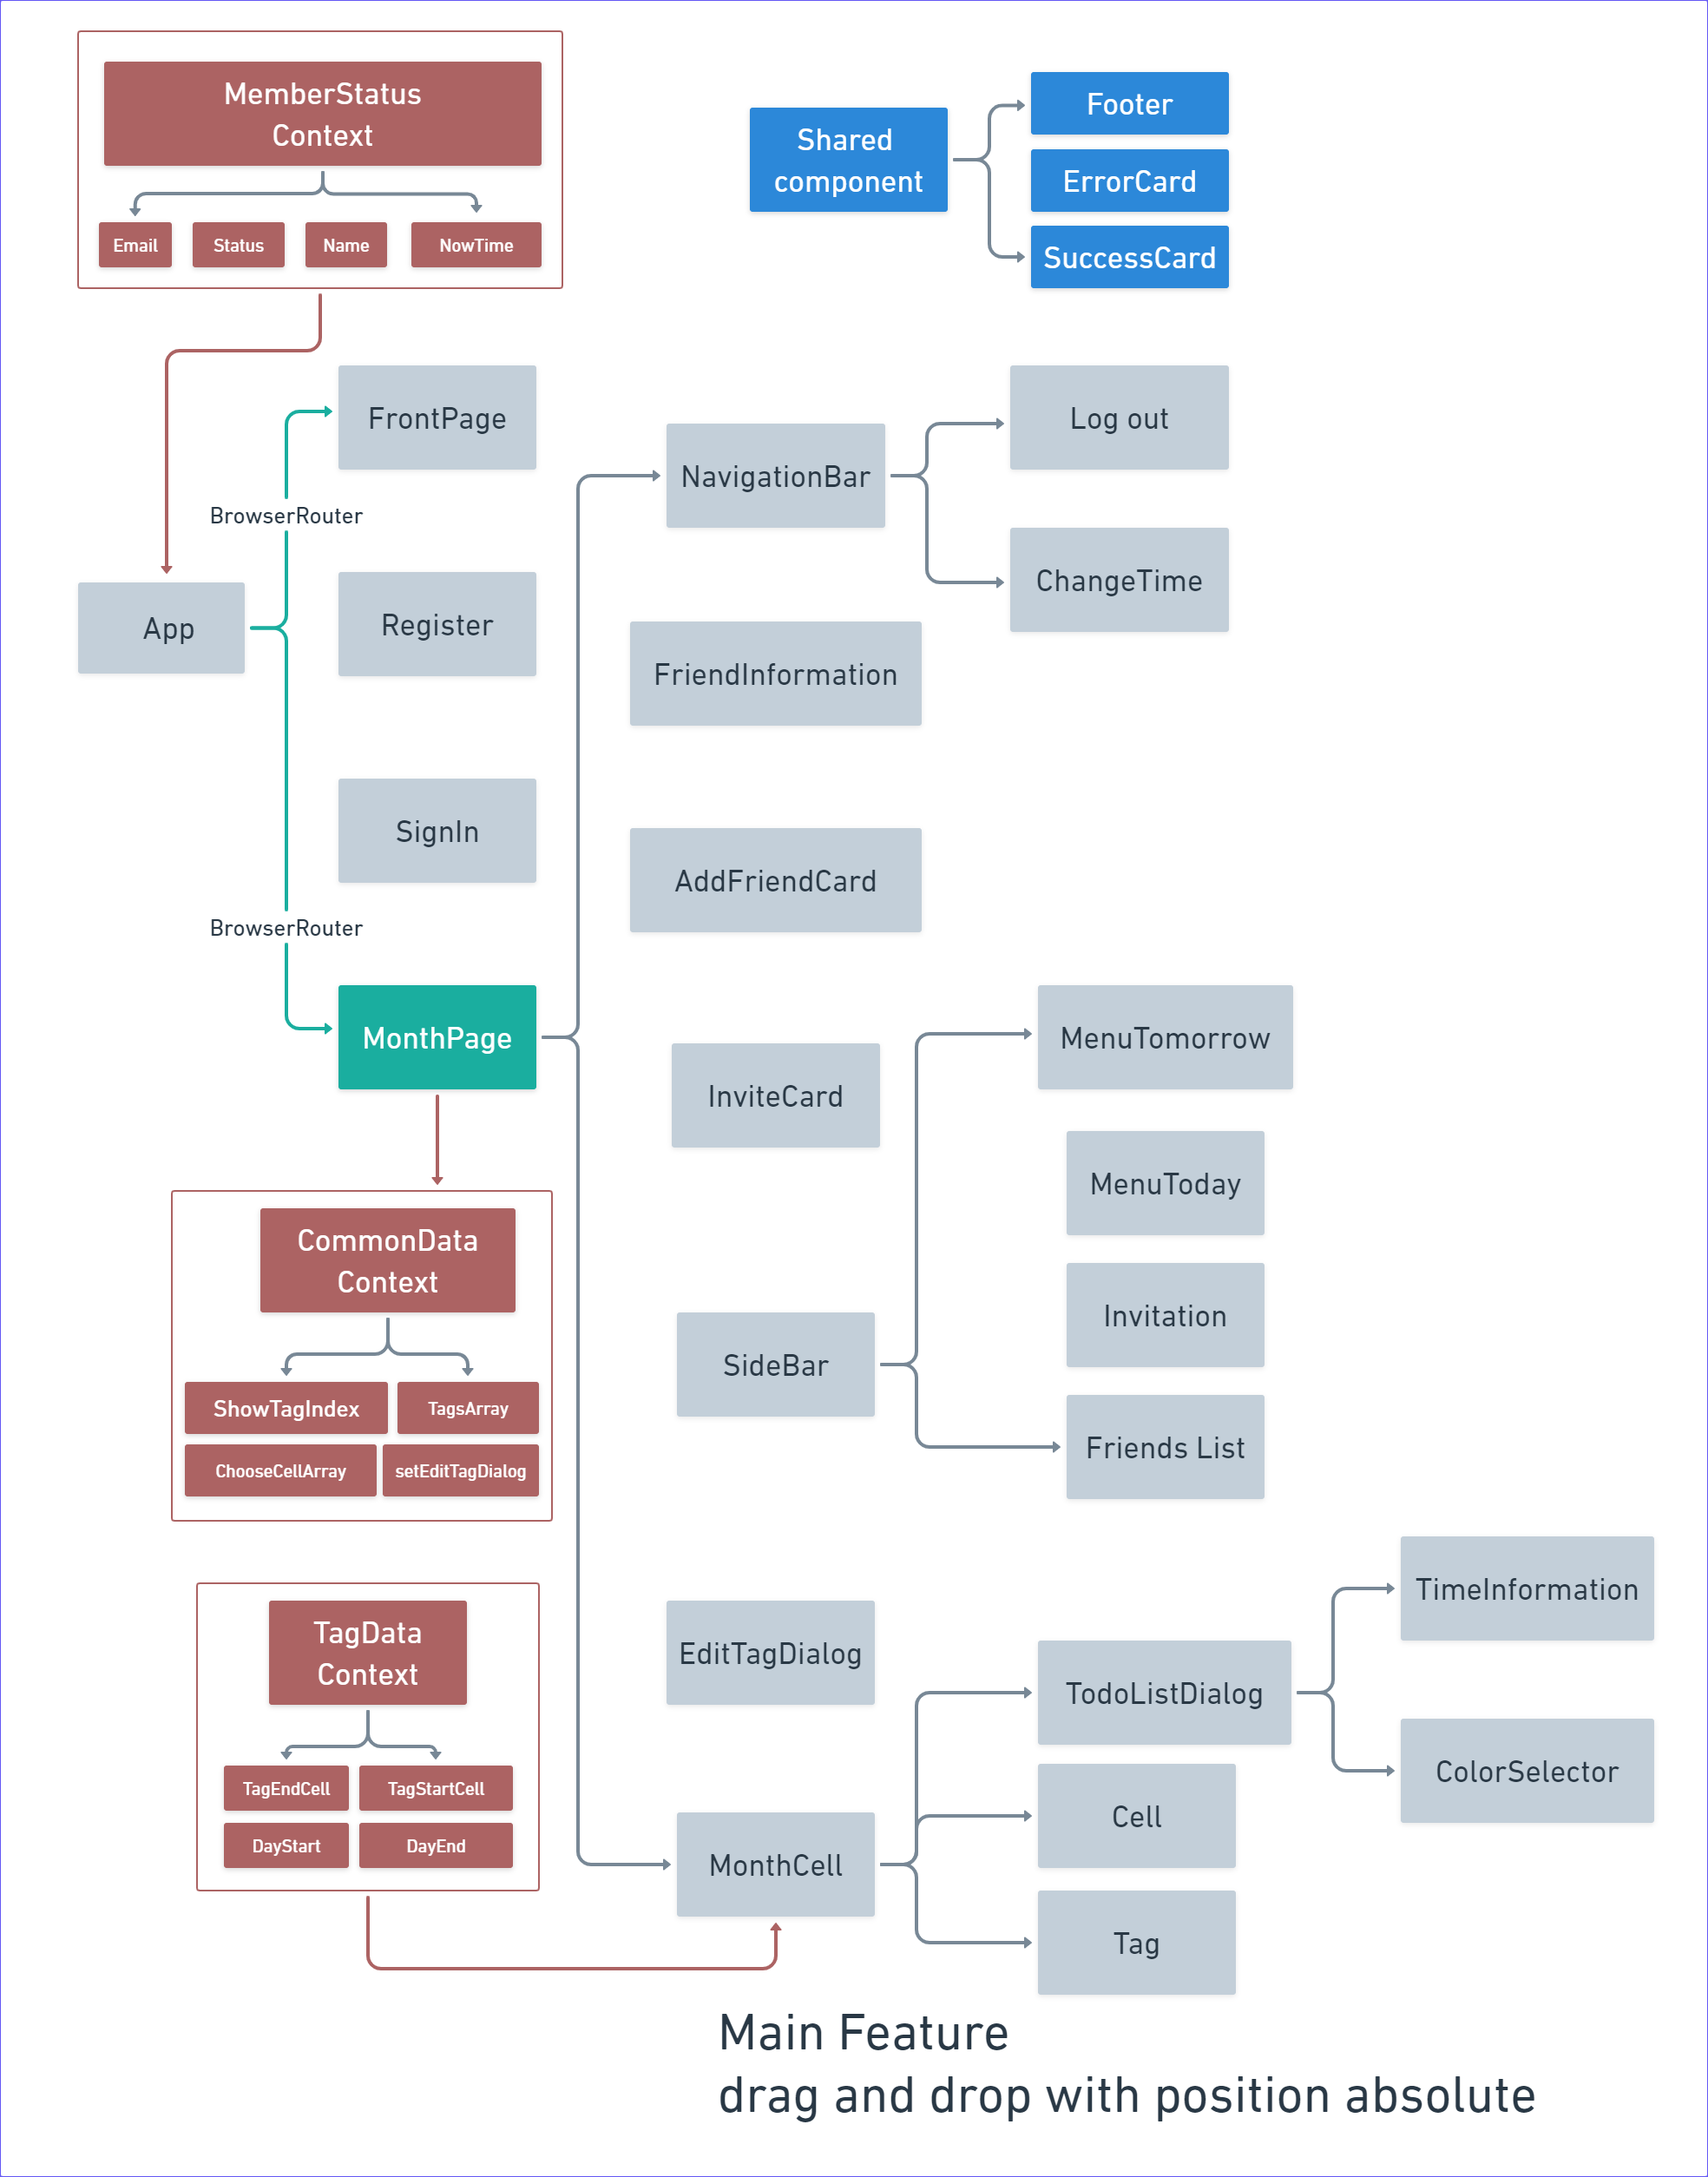 MemberStatus
Context
Email
Status
Name
NowTime
Shared
component
Footer
ErrorCard
SuccessCard
FrontPage
BrowserRouter
App
Register
SignIn
BrowserRouter
MonthPage
NavigationBar
Log out
ChangeTime
FriendInformation
AddFriendCard
InviteCard
MenuTomorrow
MenuToday
Invitation
SideBar
Friends List
CommonData
Context
ShowTagIndex
TagsArray
ChooseCellArray
setEditTagDialog
TagData
Context
TagEndCell
TagStartCell
DayStart
DayEnd
EditTagDialog
MonthCell
TodoListDialog
Cell
Tag
TimeInformation
ColorSelector
Main Feature
drag and drop with position absolute